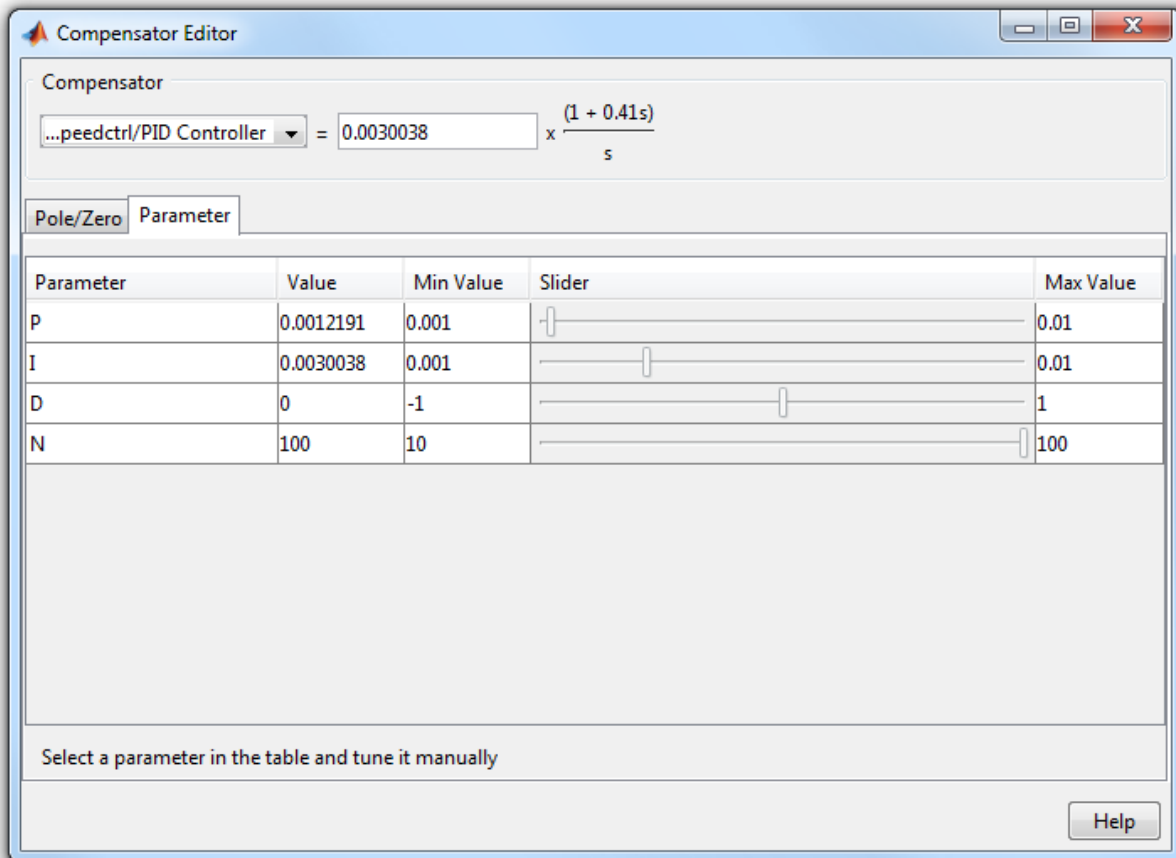 Compensator Editor
Compensator
...peedctrl/PID Controller = 0.0030038 x (1 + 0.41s)
s
Pole/Zero Parameter
Parameter Value Min Value Slider Max Value
P 0.0012191 0.001 0.01
I 0.0030038 0.001 0.01
D 0 -1 1
N 100 10 100
Select a parameter in the table and tune it manually
Help